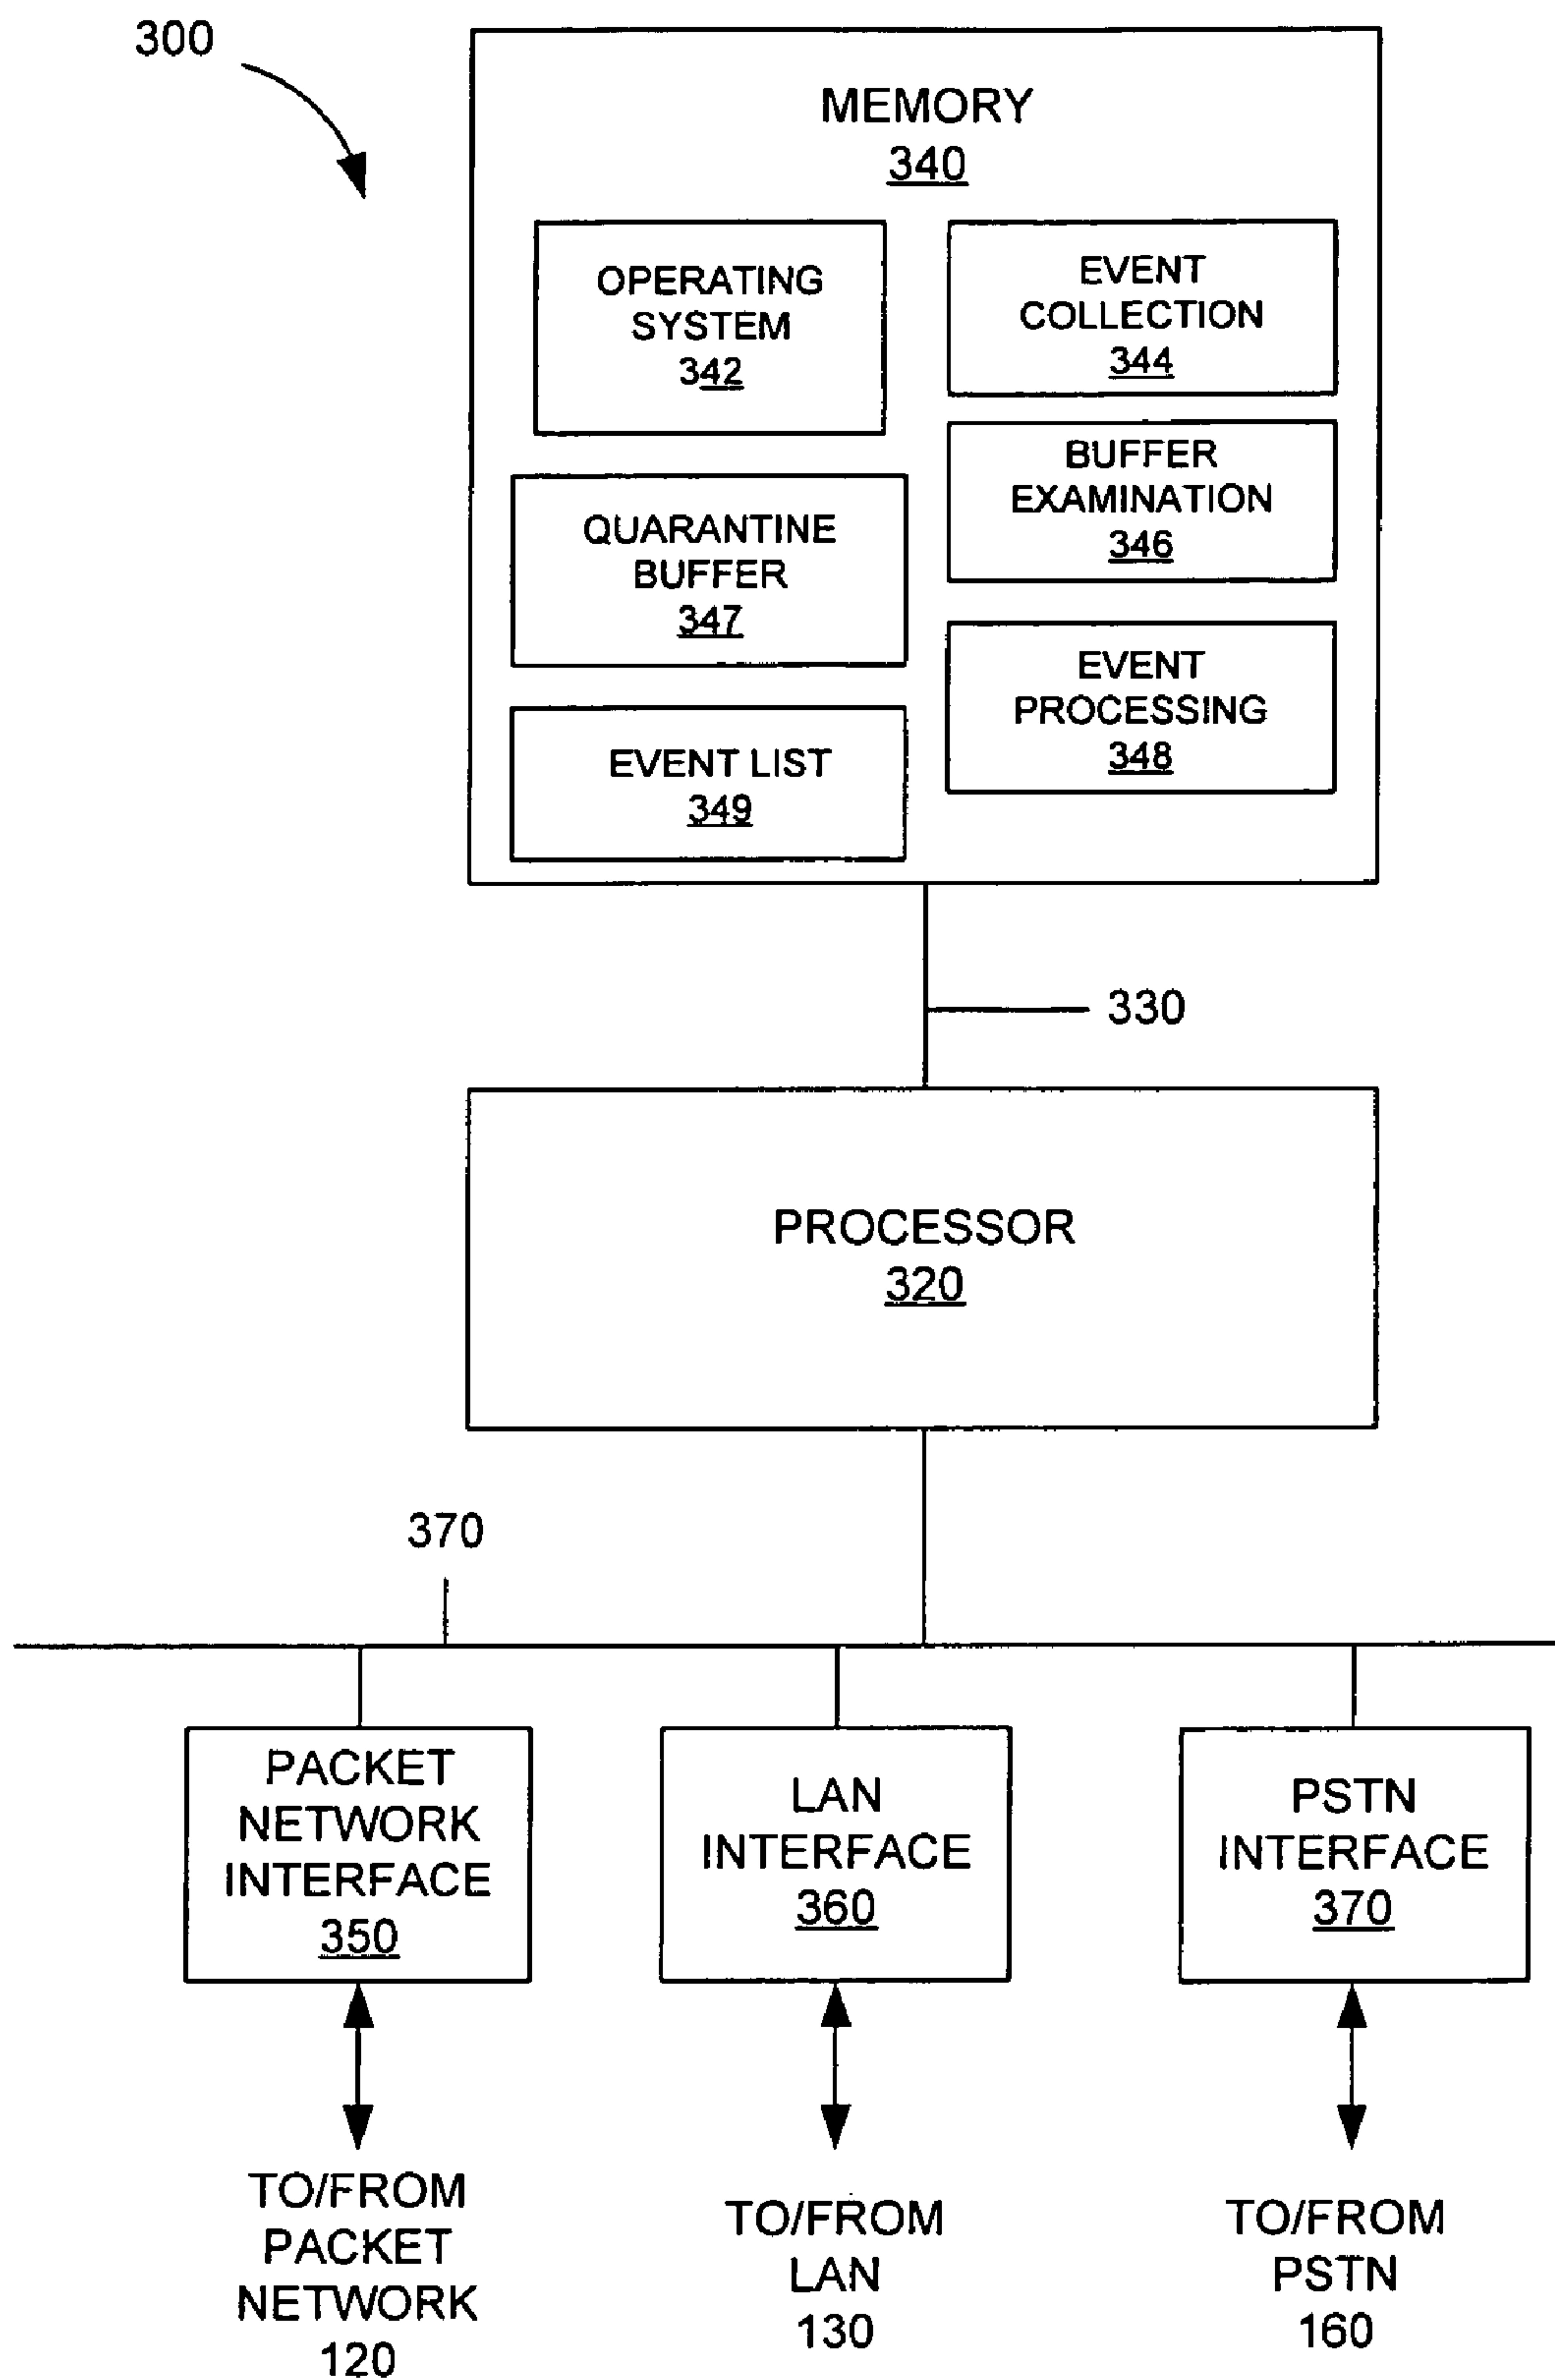 300
MEMORY
340
OPERATING
SYSTEM
342
EVENT
COLLECTION
344
BUFFER
EXAMINATION
346
QUARANTINE
BUFFER
347
EVENT
PROCESSING
348
EVENT LIST
349
330
PROCESSOR
320
370
PACKET
NETWORK
INTERFACE
350
LAN
INTERFACE
360
PSTN
INTERFACE
370
TO/FROM
PACKET
NETWORK
120
TO/FROM
LAN
130
TO/FROM
PSTN
160